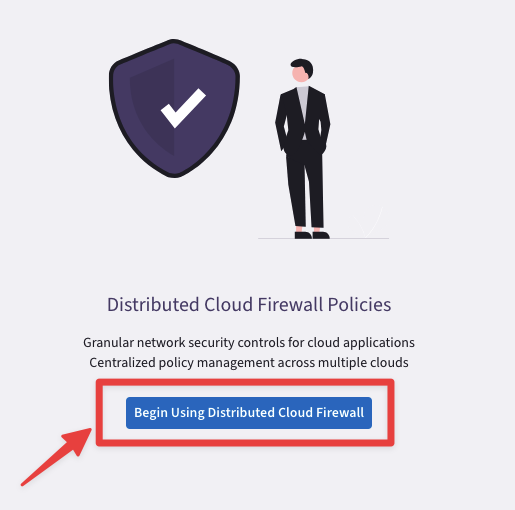 Distributed Cloud Firewall Policies
Granular network security controls for cloud applications
Centralized policy management across multiple clouds
Begin Using Distributed Cloud Firewall